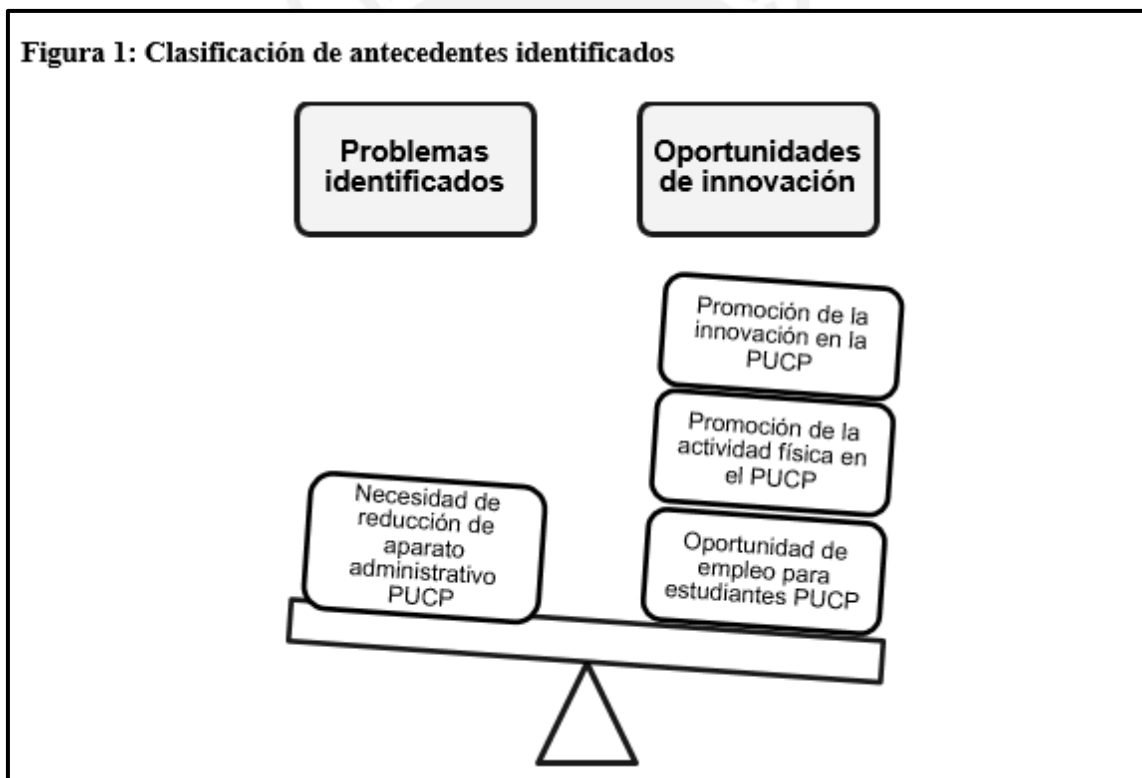 Figura 1: Clasificación de antecedentes identificados
Problemas
identificados
Oportunidades
de innovación
Promoción de la
innovación en la
PUCP
Promoción de la
actividad física en
el PUCP
Necesidad de
reducción de
aparato
administrativo
PUCP
Oportunidad de
empleo para
estudiantes PUCP